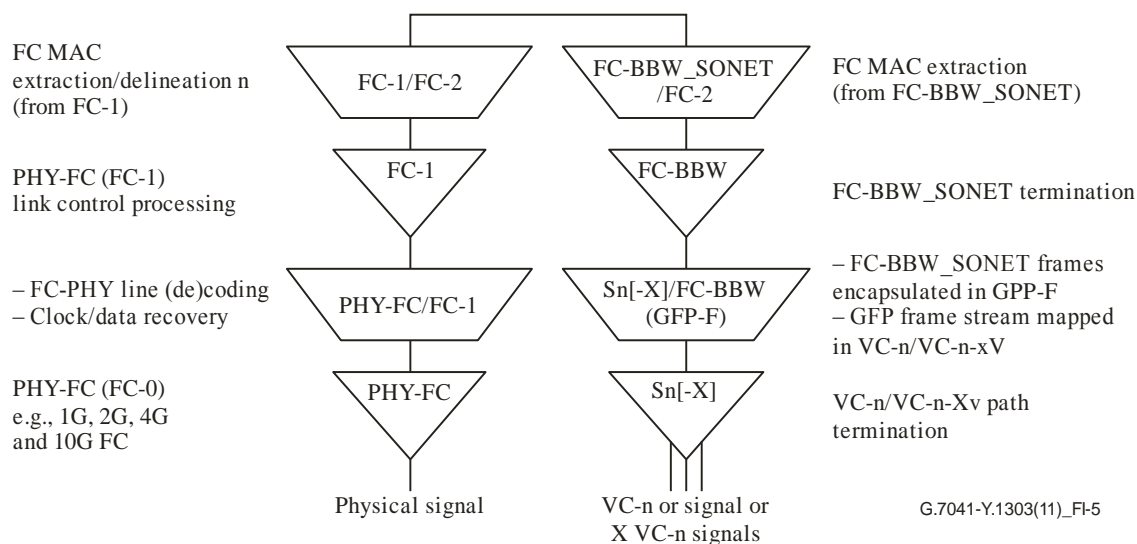 FC MAC
extraction/delineation n
(from FC-1)
FC-1/FC-2
FC-BBW_SONET
/FC-2
FC MAC extraction
(from FC-BBW_SONET)
PHY-FC (FC-1)
link control processing
FC-1
FC-BBW
FC-BBW_SONET termination
– FC-PHY line (de)coding
– Clock/data recovery
PHY-FC/FC-1
Sn[-X]/FC-BBW
(GFP-F)
– FC-BBW_SONET frames
encapsulated in GPP-F
– GFP frame stream mapped
in VC-n/VC-n-xV
PHY-FC (FC-0)
e.g., 1G, 2G, 4G
and 10G FC
PHY-FC
Sn[-X]
VC-n/VC-n-Xv path
termination
Physical signal
VC-n or signal or
X VC-n signals
G.7041-Y.1303(11)_FI-5